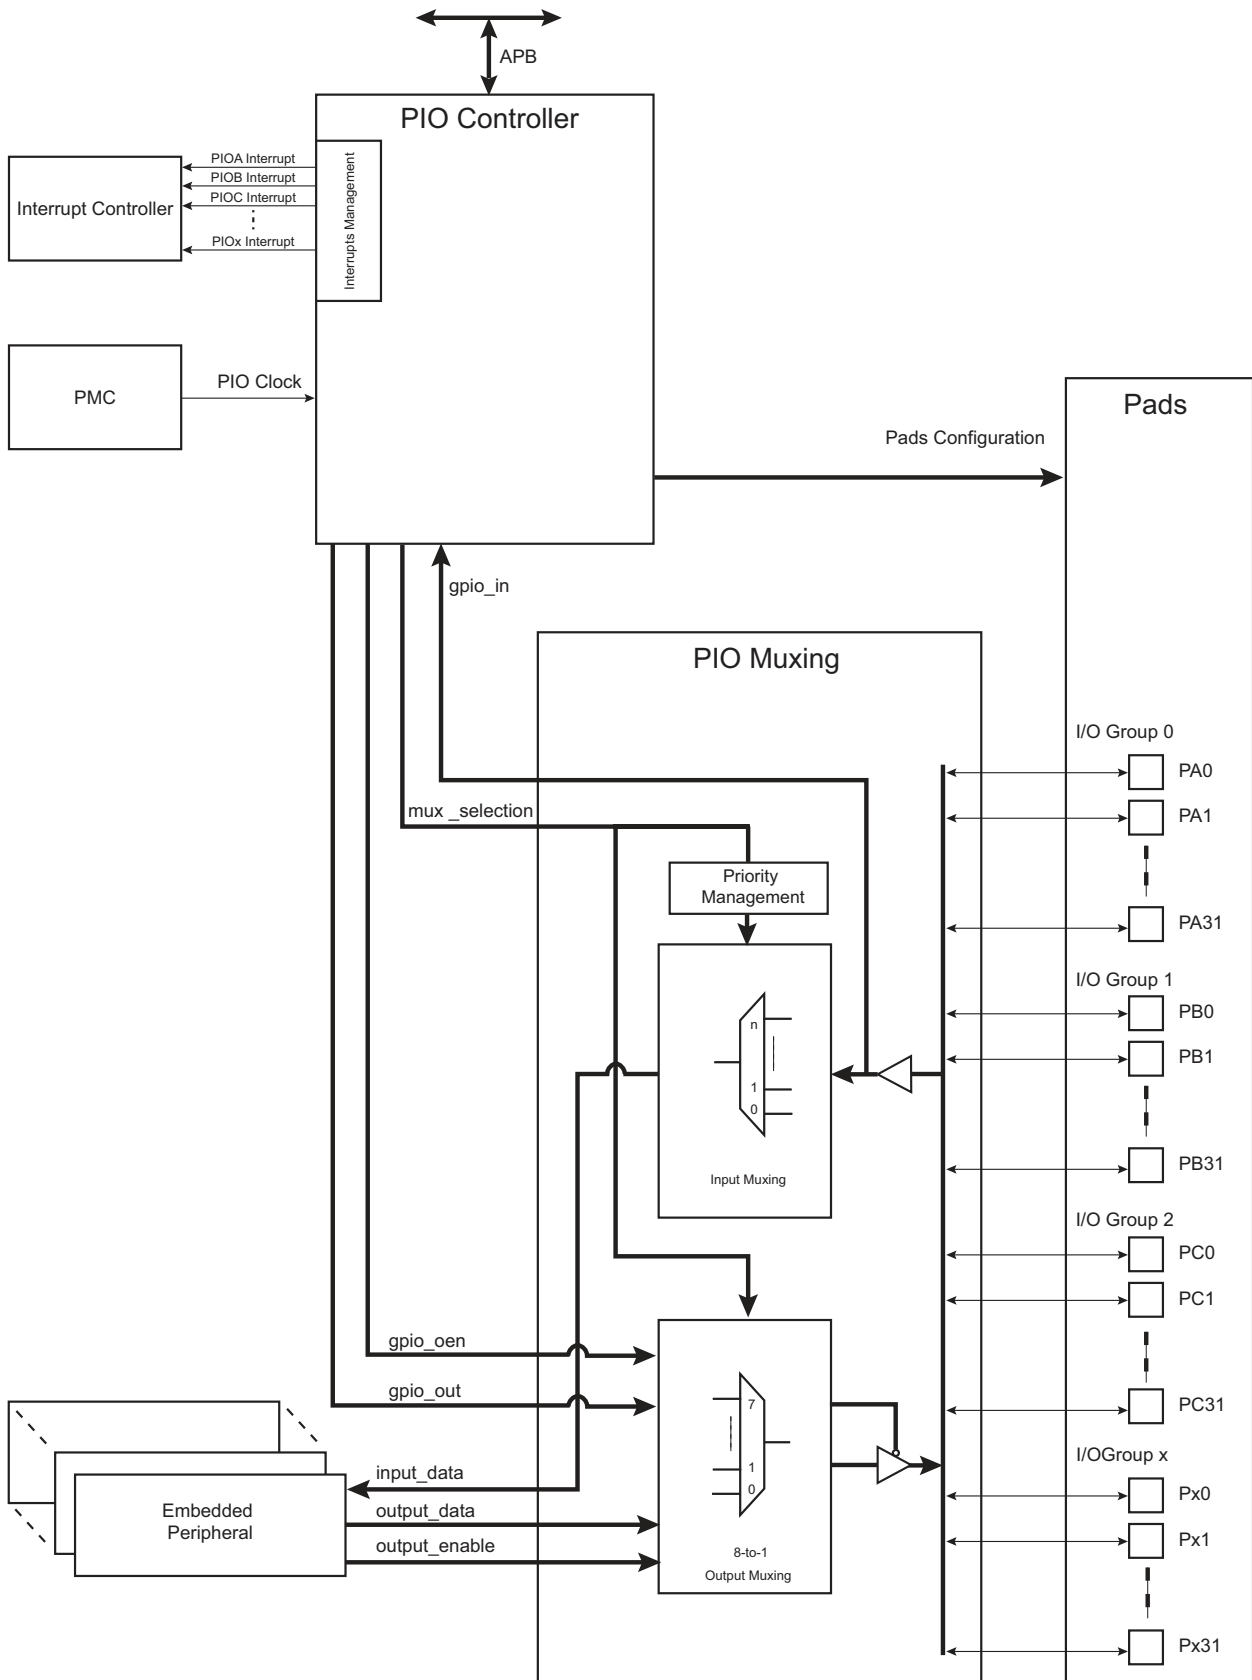 APB
PIO Controller
PIOA Interrupt
PIOB Interrupt
PIOC Interrupt
PIOx Interrupt
Interrupt Controller
Interrupts Management
PMC
PIO Clock
Pads
Pads Configuration
gpio_in
PIO Muxing
I/O Group 0
PA0
mux _selection
PA1
Priority
Management
PA31
I/O Group 1
n
PB0
PB1
1
0
PB31
Input Muxing
I/O Group 2
PC0
PC1
gpio_oen
gpio_out
7
PC31
I/OGroup x
input_data
1
0
Px0
Embedded
Peripheral
output_data
Px1
output_enable
8-to-1
Output Muxing
Px31